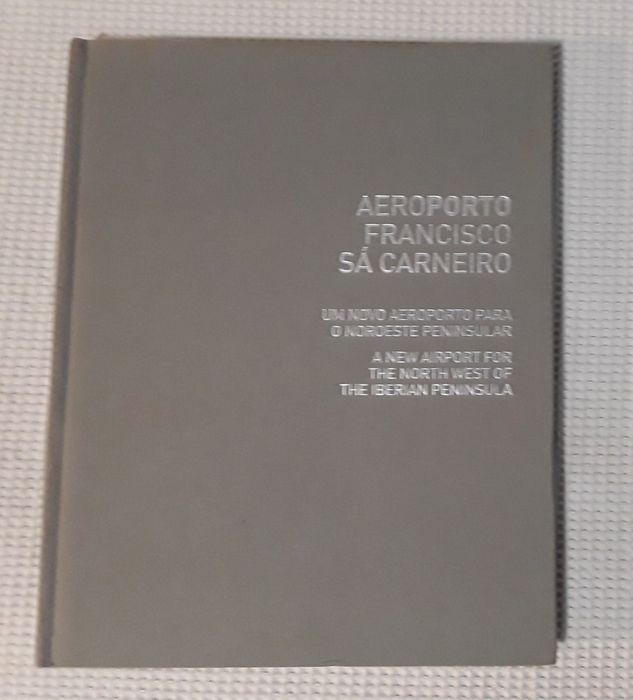 AEROPORTO
FRANCISCO
SÁ CARNEIRO
UM NOVO AEROPORTO PARA
O NOROESTE PENINSULAR
A NEW AIRPORT FOR
THE NORTH WEST OF
THE IBERIAN PENINSULA